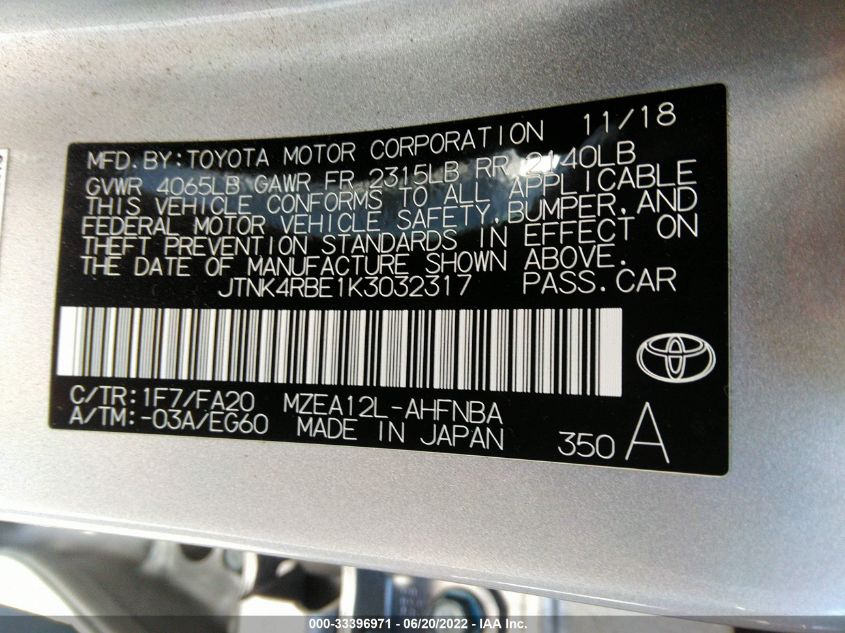 MFD.BY:TOYOTA MOTOR CORPORATION 11/18
GVWR 4065LB GAWR FR 2315LB RR 2140LB
THIS VEHICLE CONFORMS TO ALL APPLICABLE
FEDERAL MOTOR VEHICLE SAFETY,BUMPER,AND
THEFT PREVENTION STANDARDS IN EFFECT ON
THE DATE OF MANUFACTURE SHOWN ABOVE.
JTNK4RBE1K3032317 PASS.CAR
C/TR:1F7/FA20 MZEA12L-AHFNBA
A/TM:-03A/EG60 MADE IN JAPAN 350 A
000-33396971 - 06/20/2022 - IAA Inc.